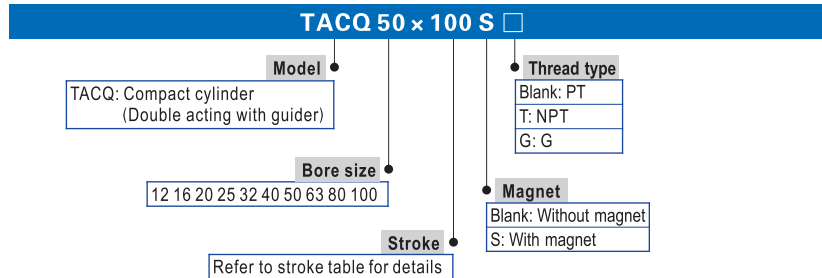 TACQ 50 × 100 S □
Model
TACQ: Compact cylinder
(Double acting with guider)
Thread type
Blank: PT
T: NPT
G: G
Bore size
12 16 20 25 32 40 50 63 80 100
Magnet
Blank: Without magnet
S: With magnet
Stroke
Refer to stroke table for details